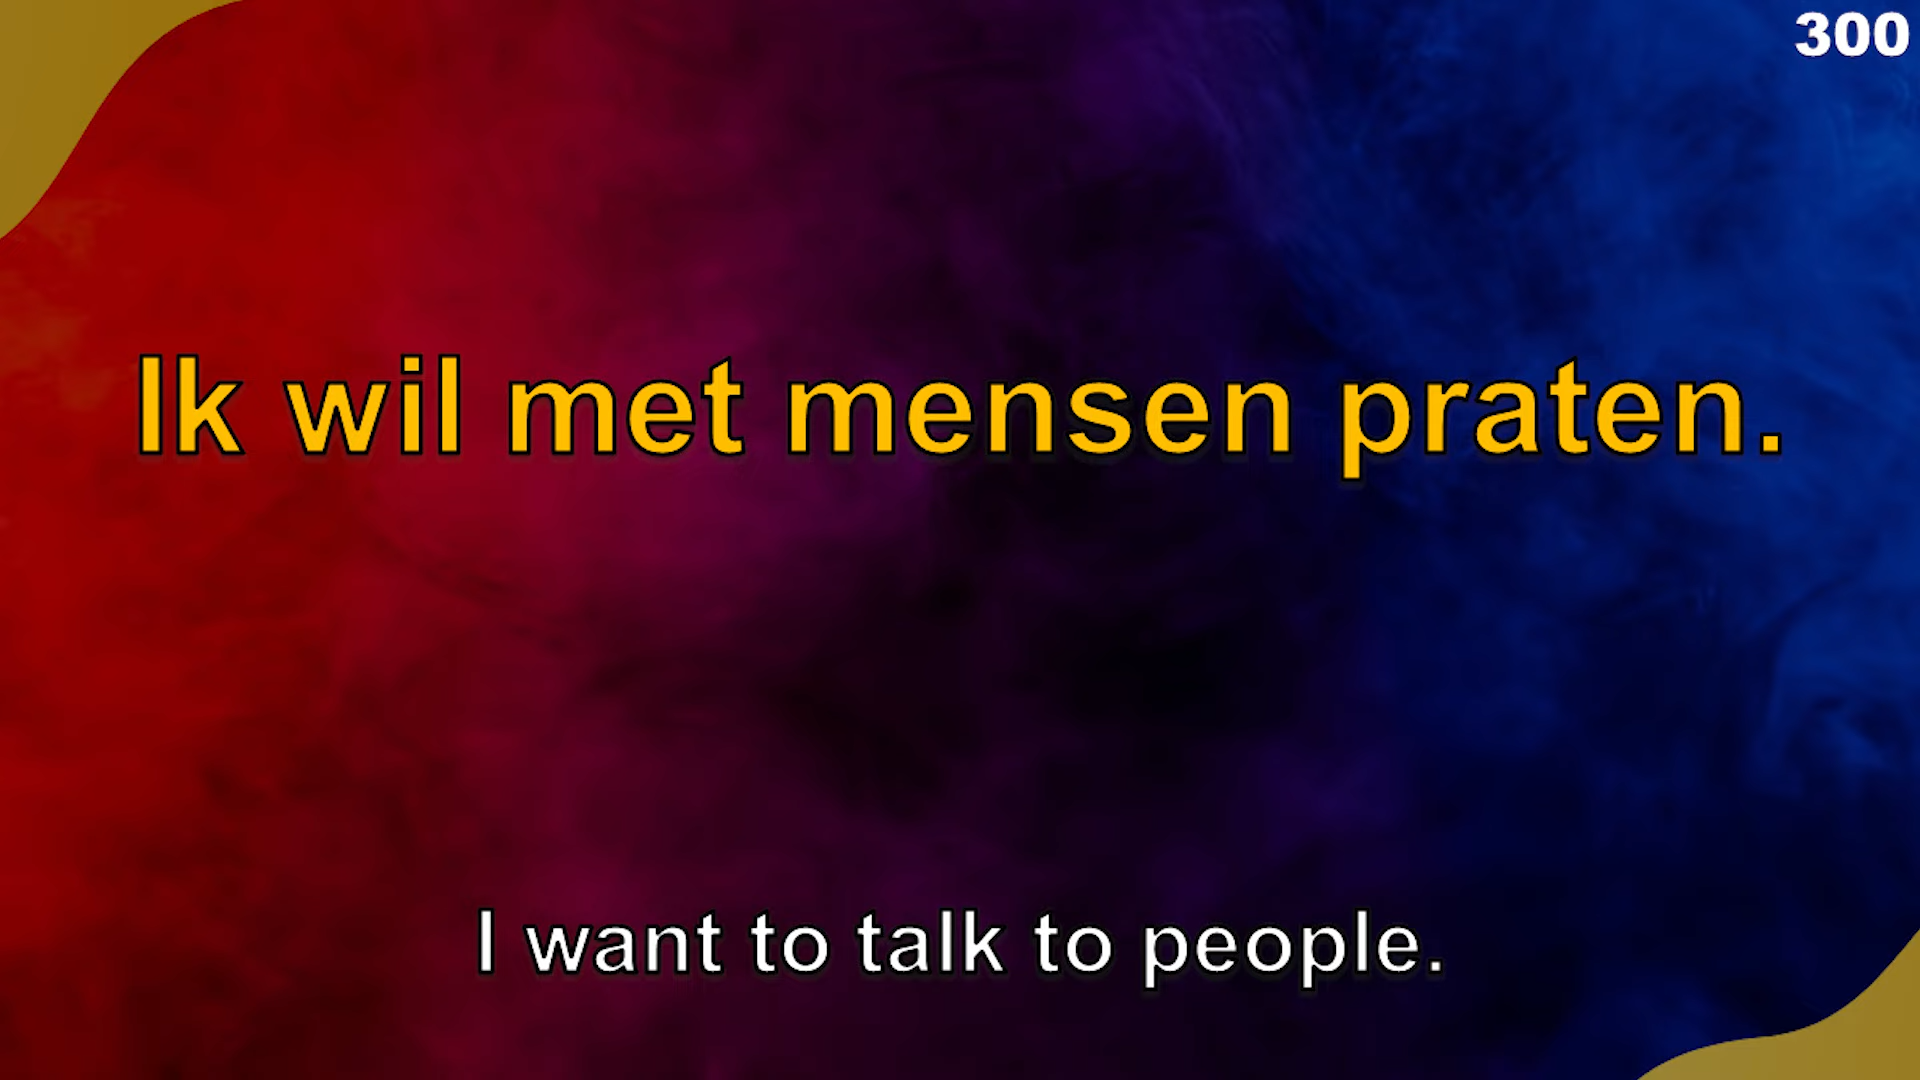 300
Ik wil met mensen praten.
I want to talk to people.